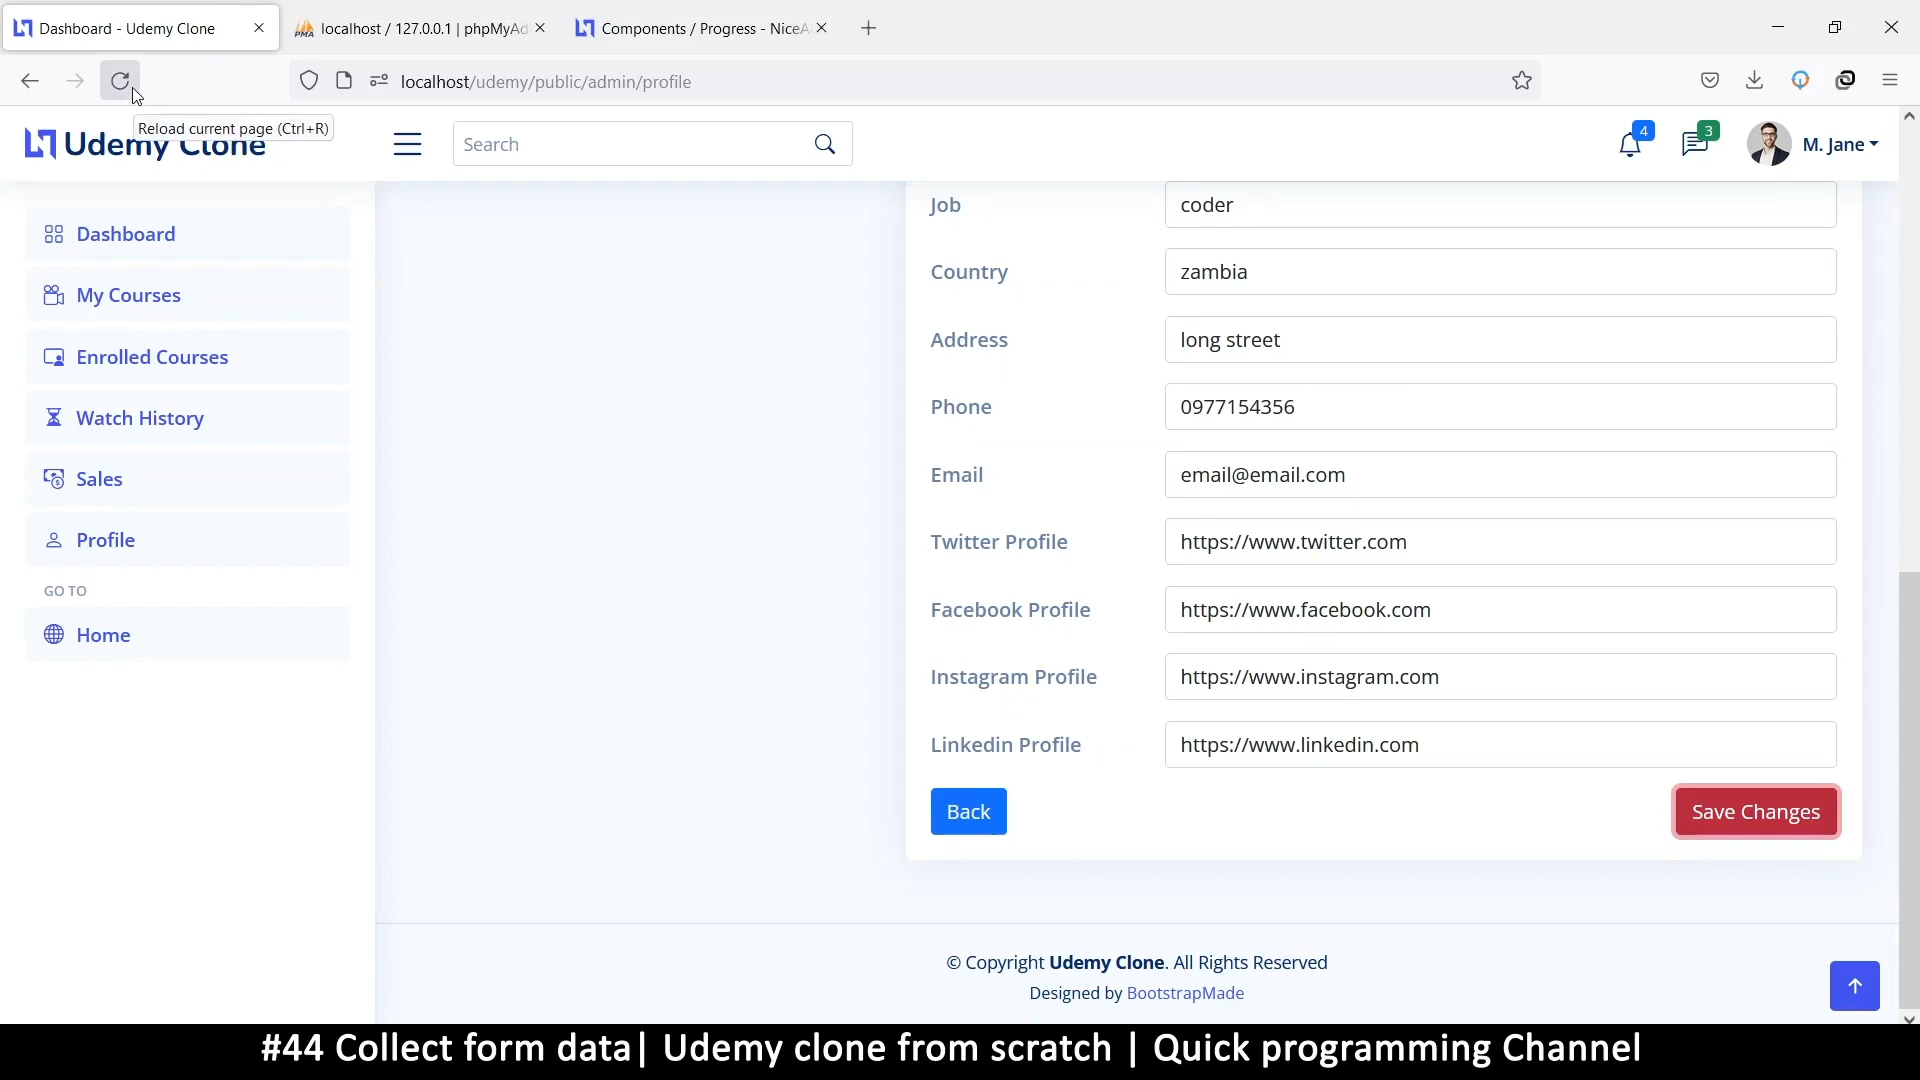 Dashboard - Udemy Clone
localhost / 127.0.0.1 | phpMyAd
Components / Progress - NiceA
localhost/udemy/public/admin/profile
Reload current page (Ctrl+R)
Udemy Clone
Search
4
3
M. Jane
Dashboard
My Courses
Enrolled Courses
Watch History
Sales
Profile
GO TO
Home
Job
coder
Country
zambia
Address
long street
Phone
0977154356
Email
email@email.com
Twitter Profile
https://www.twitter.com
Facebook Profile
https://www.facebook.com
Instagram Profile
https://www.instagram.com
Linkedin Profile
https://www.linkedin.com
Back
Save Changes
© Copyright Udemy Clone. All Rights Reserved
Designed by BootstrapMade
#44 Collect form data| Udemy clone from scratch | Quick programming Channel